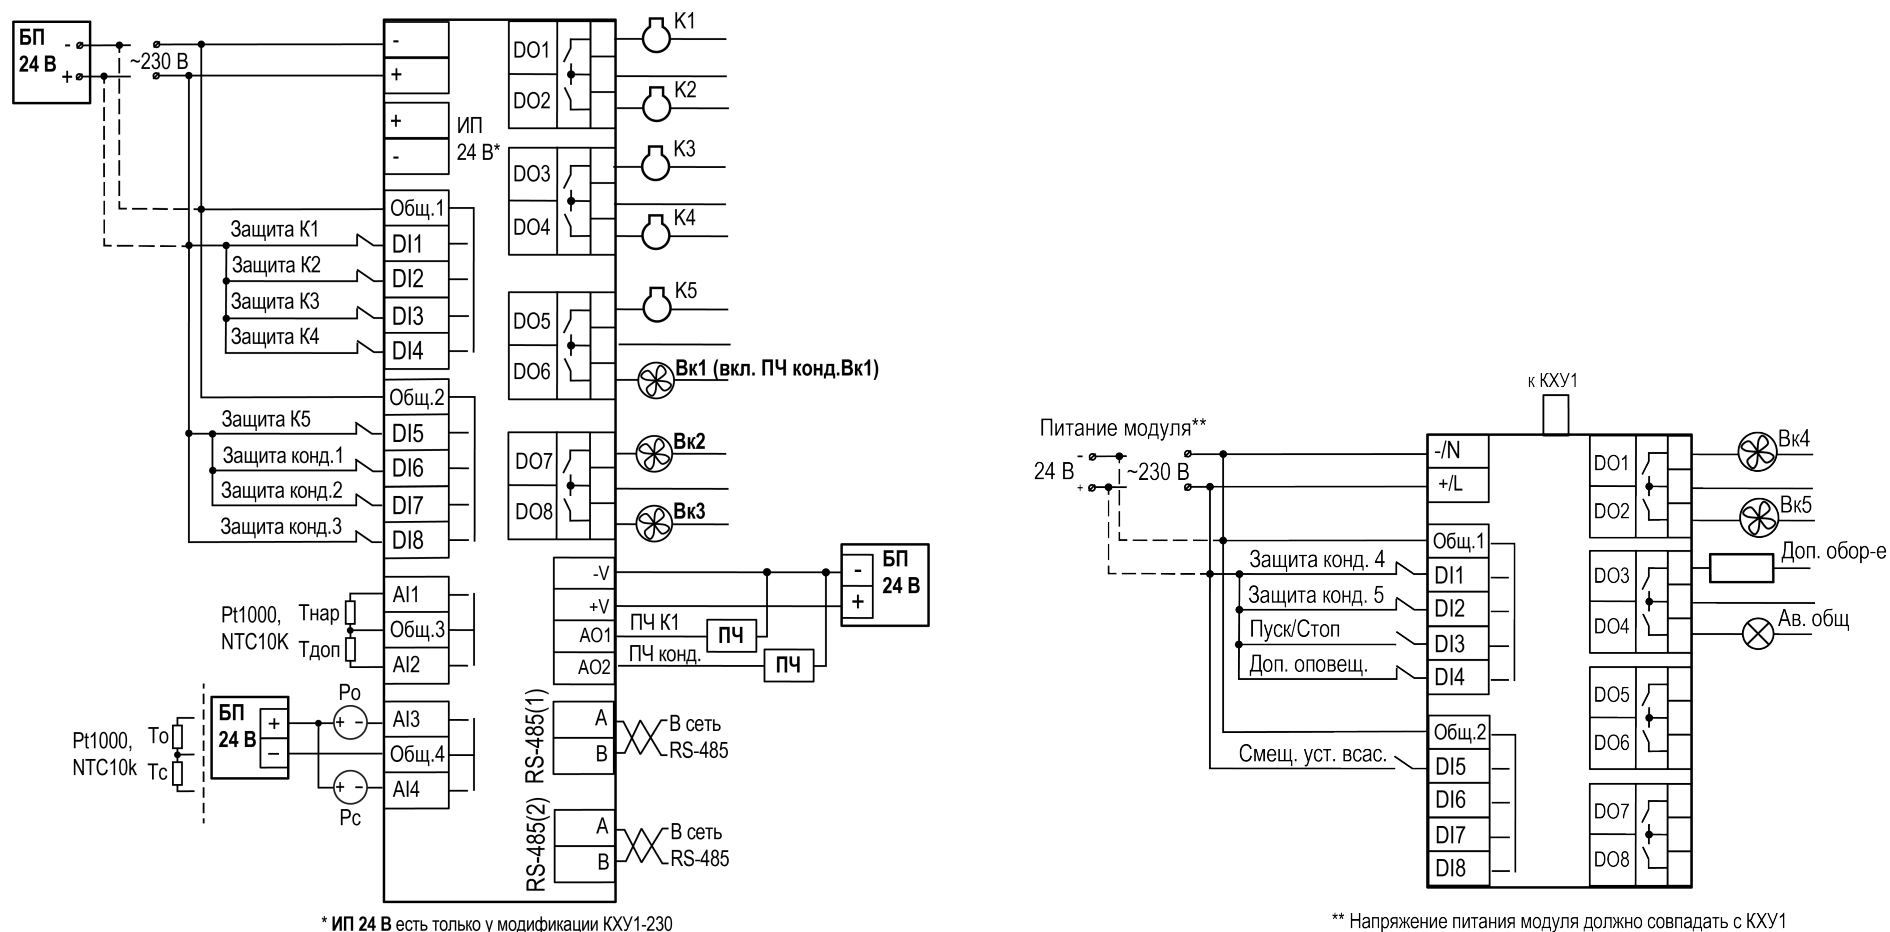 БП
24 В
-
+
~230 В
-
+
+
-
ИП
24 В*
Общ.1
DI1
DI2
DI3
DI4
Защита К1
Защита К2
Защита К3
Защита К4
Общ.2
DI5
DI6
DI7
DI8
Защита К5
Защита конд.1
Защита конд.2
Защита конд.3
Pt1000,
NTC10K
Тнар
Тдоп
AI1
Общ.3
AI2
Pt1000,
NTC10k
To
Tc
БП
24 В
+
−
Po
+ −
Pc
+ −
AI3
Общ.4
AI4
DO1
DO2
K1
K2
DO3
DO4
K3
K4
DO5
DO6
K5
Вк1 (вкл. ПЧ конд.Вк1)
DO7
DO8
Вк2
Вк3
-V
+V
AO1
AO2
ПЧ К1
ПЧ
ПЧ конд.
ПЧ
-
+
БП
24 В
RS-485(1)
A
B
В сеть
RS-485
RS-485(2)
A
B
В сеть
RS-485
* ИП 24 В есть только у модификации КХУ1-230
к КХУ1
Питание модуля**
24 В
-
+
~230 В
-/N
+/L
Общ.1
DI1
DI2
DI3
DI4
Защита конд. 4
Защита конд. 5
Пуск/Стоп
Доп. оповещ.
Общ.2
DI5
DI6
DI7
DI8
Смещ. уст. всас.
DO1
DO2
Вк4
Вк5
DO3
DO4
Доп. обор-е
Ав. общ
DO5
DO6
DO7
DO8
** Напряжение питания модуля должно совпадать с КХУ1